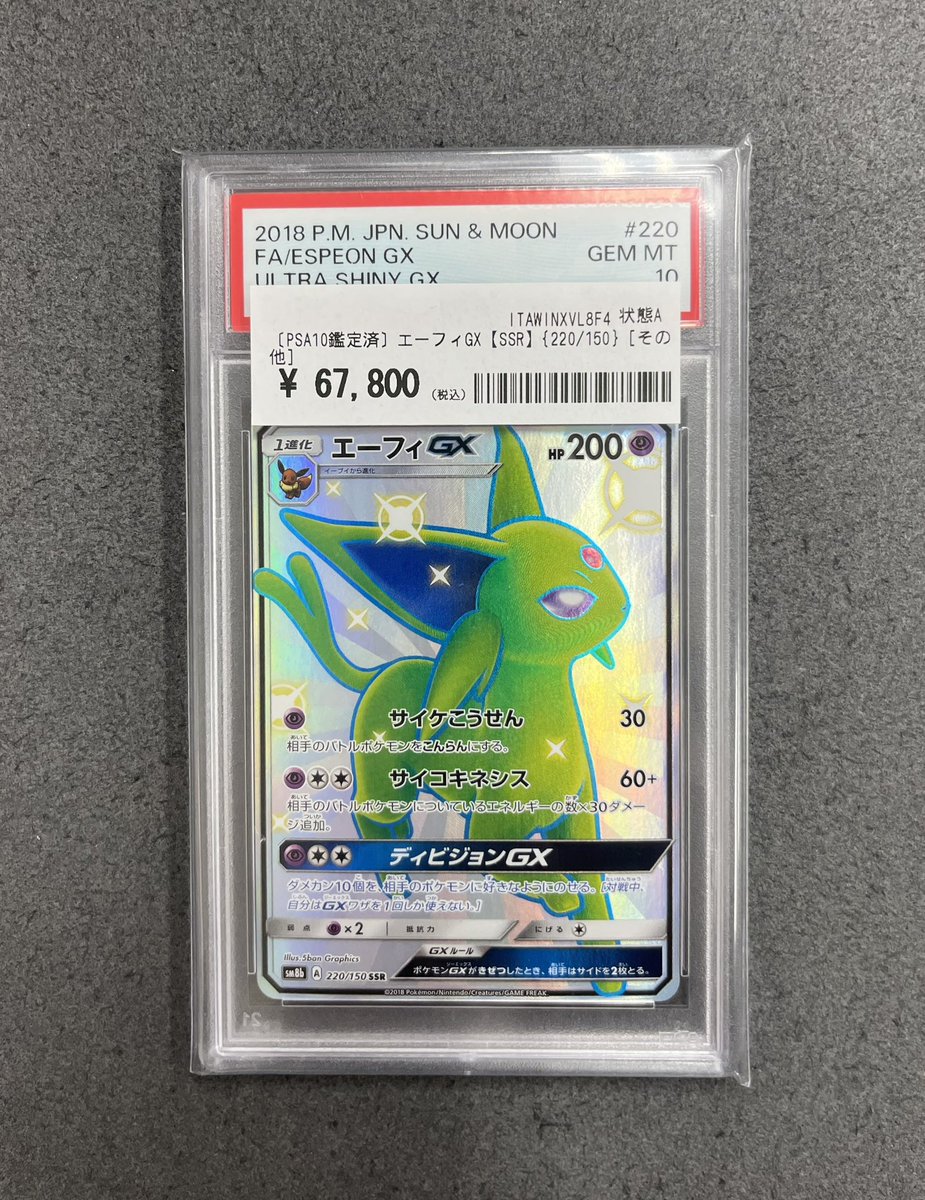 2018 P.M. JPN. SUN & MOON #220
FA/ESPEON GX GEM MT
ULTRA SHINY GX 10
ITAWINXVL8F4 状態A
〔PSA10鑑定済〕エーフィGX【SSR】{220/150}[その
他]
¥ 67,800 (税込)
1進化 エーフィGX HP200
イーブイから進化
サイケこうせん 30
相手のバトルポケモンをこんらんにする。
サイコキネシス 60+
相手のバトルポケモンについているエネルギーの数×30ダメ
ージ追加。
ディビジョンGX
ダメカン10個を、相手のポケモンに好きなようにのせる。[対戦中、
自分はGXワザを1回しか使えない。]
弱点 ×2 抵抗力 にげる
Illus.5ban Graphics GXルール
sm8b A 220/150 SSR ポケモンGXがきぜつしたとき、相手はサイドを2枚とる。
©2018 Pokémon/Nintendo/Creatures/GAME FREAK.